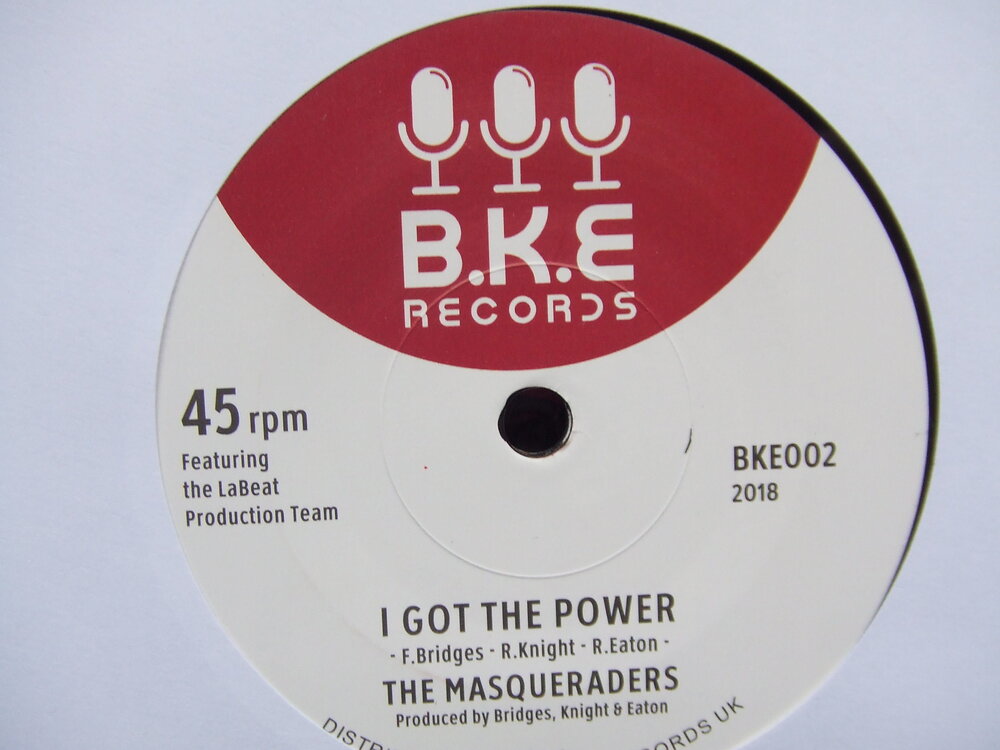 B.K.E
RECORDS
45 rpm
Featuring
the LaBeat
Production Team
BKE002
2018
I GOT THE POWER
- F.Bridges - R.Knight - R.Eaton -
THE MASQUERADERS
Produced by Bridges, Knight & Eaton
UK